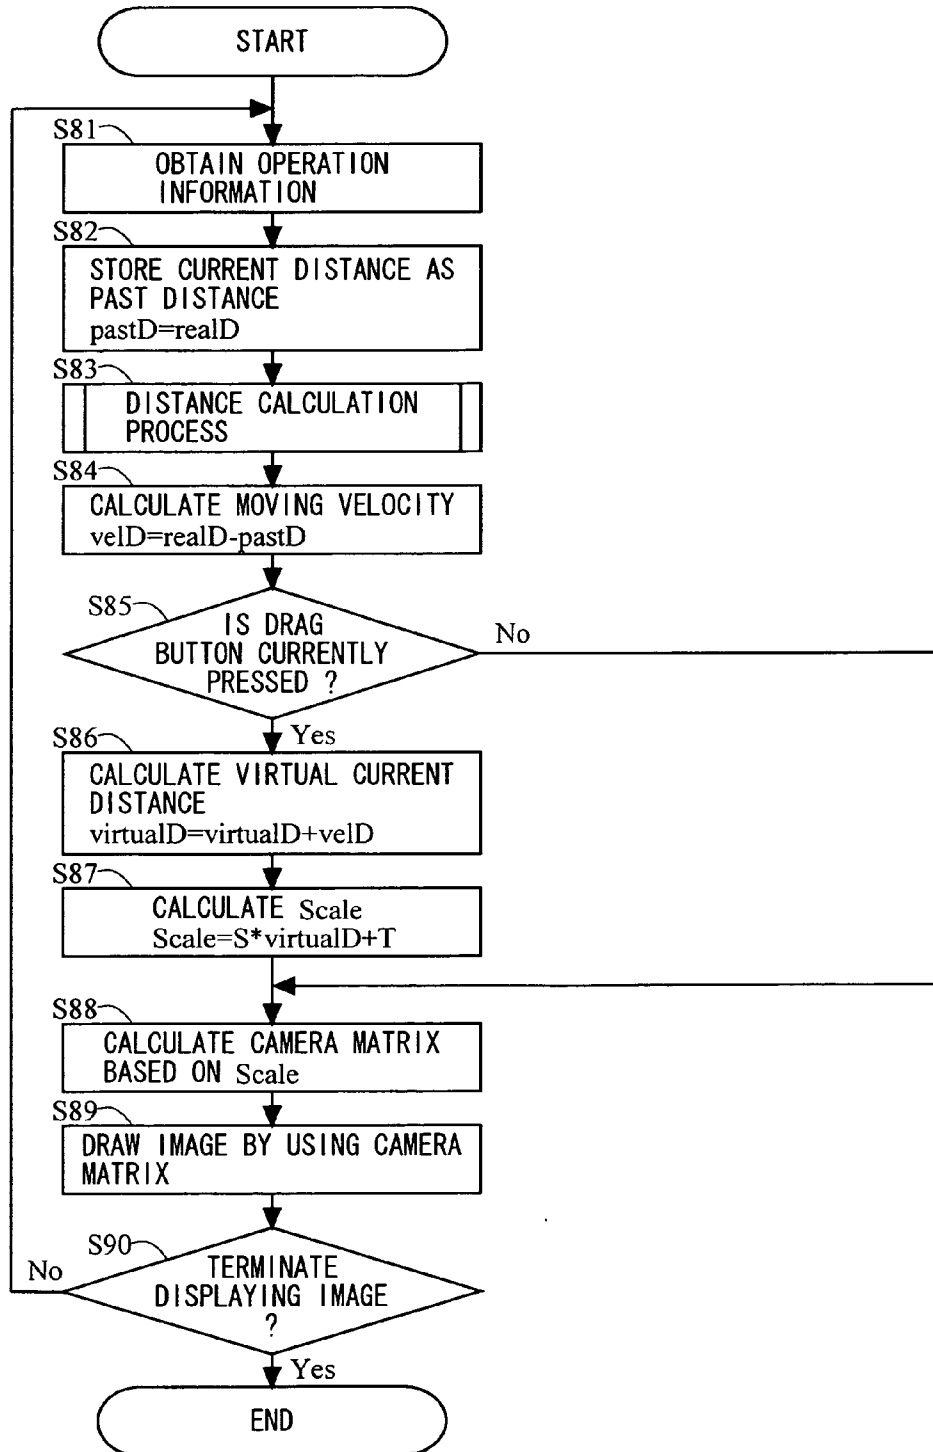 START
S81
OBTAIN OPERATION
INFORMATION
S82
STORE CURRENT DISTANCE AS
PAST DISTANCE
pastD=realD
S83
DISTANCE CALCULATION
PROCESS
S84
CALCULATE MOVING VELOCITY
velD=realD-pastD
S85
IS DRAG
BUTTON CURRENTLY
PRESSED ?
No
Yes
S86
CALCULATE VIRTUAL CURRENT
DISTANCE
virtualD=virtualD+velD
S87
CALCULATE Scale
Scale=S*virtualD+T
S88
CALCULATE CAMERA MATRIX
BASED ON Scale
S89
DRAW IMAGE BY USING CAMERA
MATRIX
S90
TERMINATE
DISPLAYING IMAGE
?
No
Yes
END